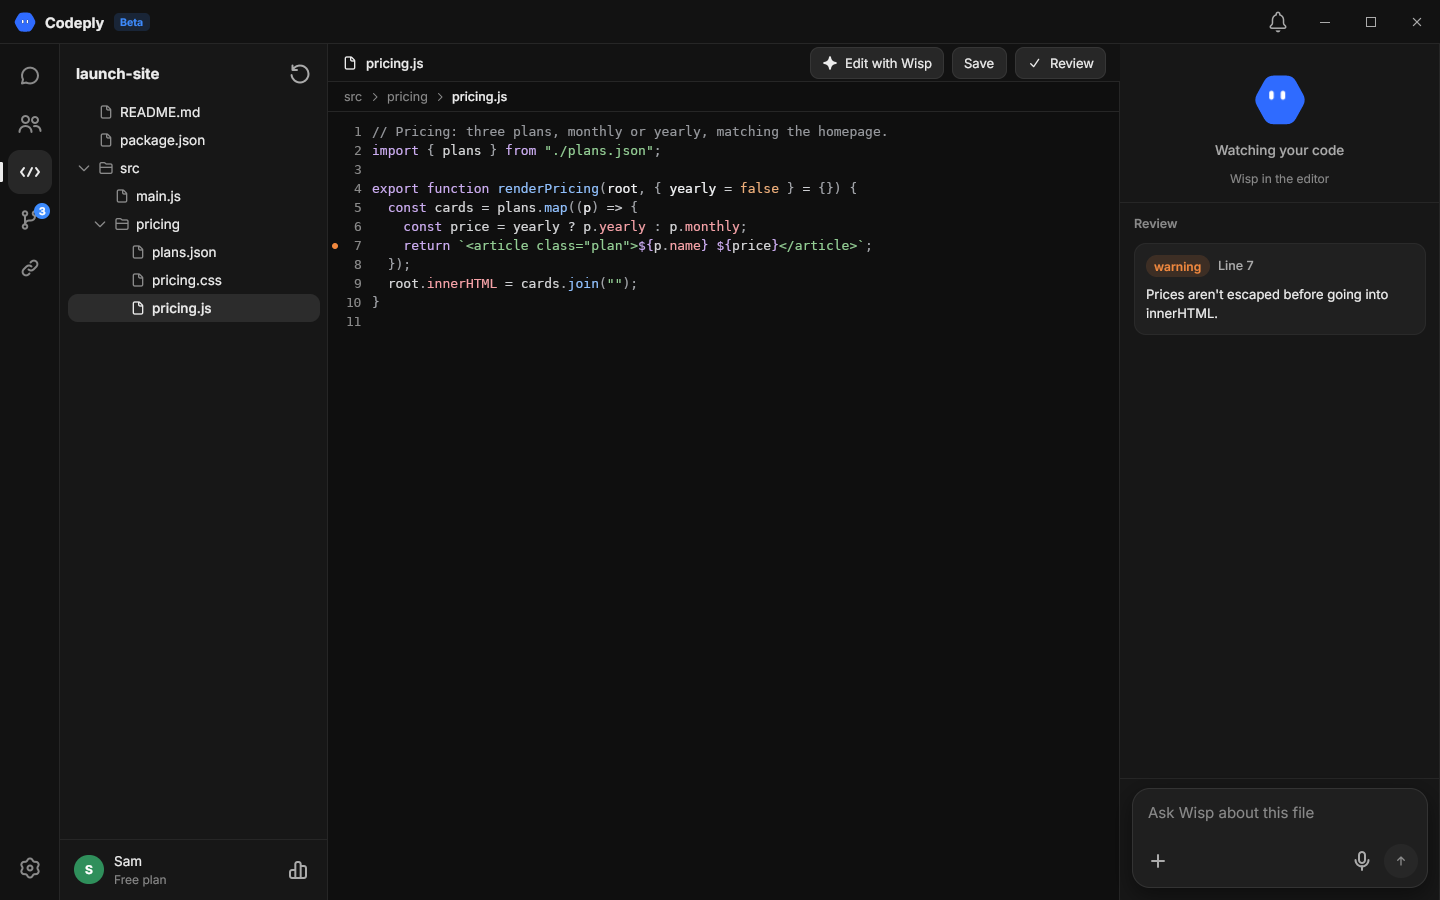 Codeply Beta
launch-site
README.md
package.json
src
main.js
pricing
plans.json
pricing.css
pricing.js
3
S
Sam
Free plan
pricing.js
Edit with Wisp
Save
Review
src > pricing > pricing.js
1 // Pricing: three plans, monthly or yearly, matching the homepage.
2 import { plans } from "./plans.json";
3
4 export function renderPricing(root, { yearly = false } = {}) {
5   const cards = plans.map((p) => {
6     const price = yearly ? p.yearly : p.monthly;
7     return `<article class="plan">${p.name} ${price}</article>`;
8   });
9   root.innerHTML = cards.join("");
10 }
11
Watching your code
Wisp in the editor
Review
warning Line 7
Prices aren't escaped before going into
innerHTML.
Ask Wisp about this file